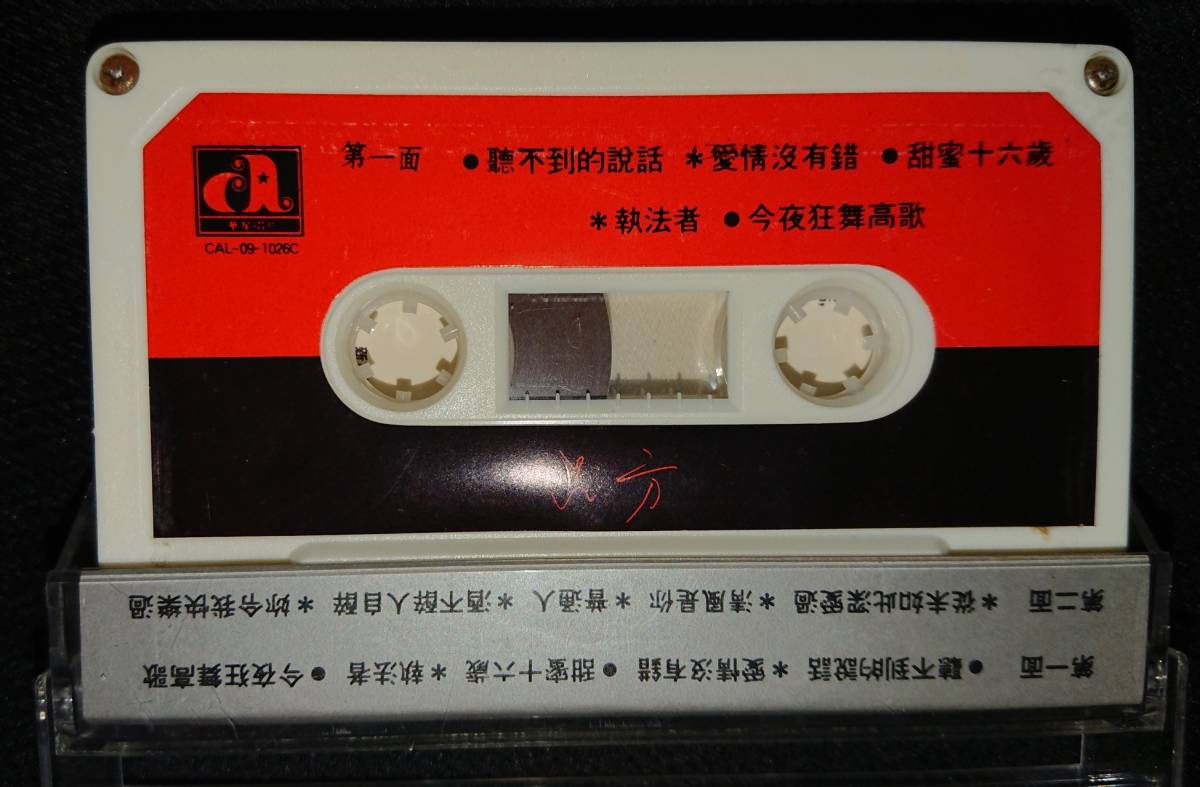 第一面 ●聽不到的說話 *愛情沒有錯 ●甜蜜十六歲
*執法者 ●今夜狂舞高歌
a
CAL-09-1026C
方
第二面 *從未如此深愛過 *清風是你 *普通人 *酒不醉人自醉 *妳令我快樂過
第一面 ●聽不到的說話 *愛情沒有錯 ●甜蜜十六歲 *執法者 ●今夜狂舞高歌